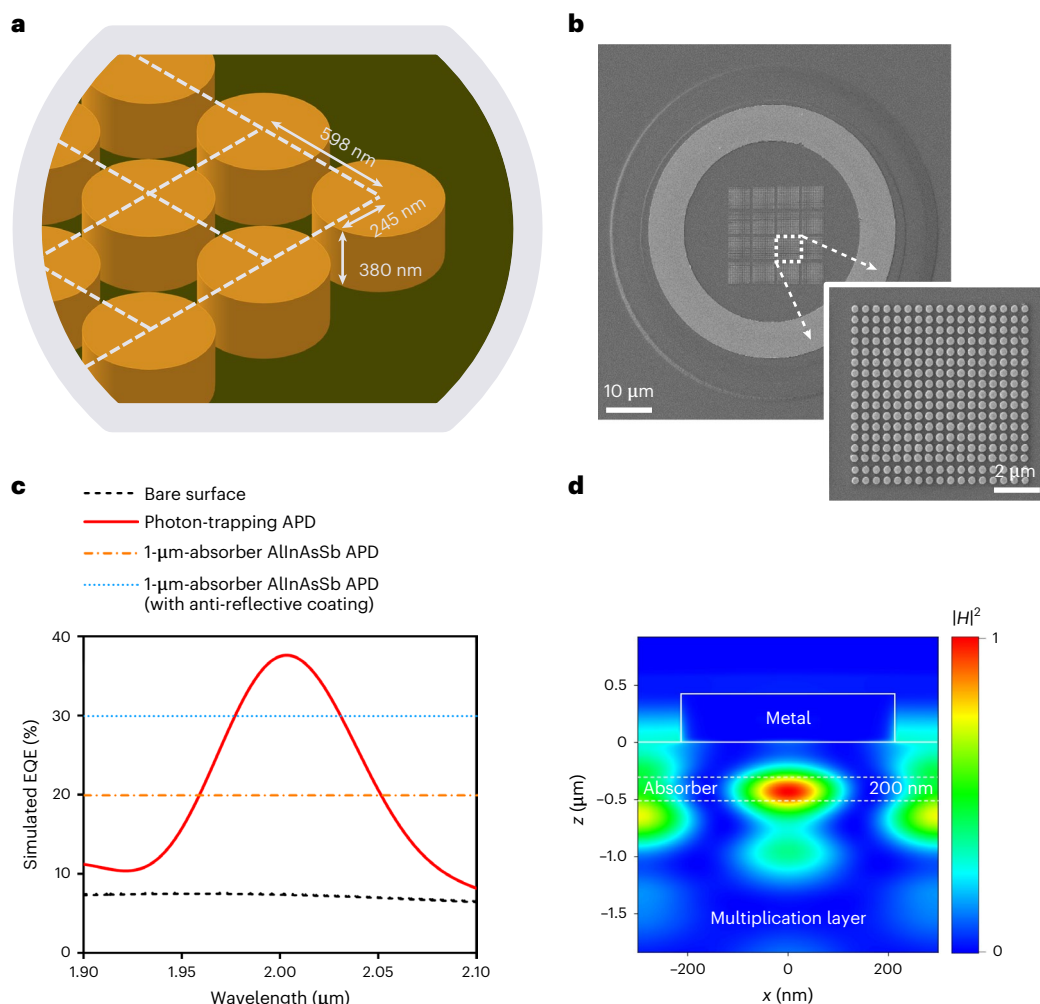 a
598 nm
245 nm
380 nm
b
10 μm
2 μm
c
Bare surface
Photon-trapping APD
1-μm-absorber AlInAsSb APD
1-μm-absorber AlInAsSb APD
(with anti-reflective coating)
40
30
20
10
0
Simulated EQE (%)
1.90
1.95
2.00
2.05
2.10
Wavelength (μm)
d
|H|²
1
0
0.5
0
–0.5
–1.0
–1.5
z (μm)
Metal
Absorber
200 nm
Multiplication layer
–200
0
200
x (nm)